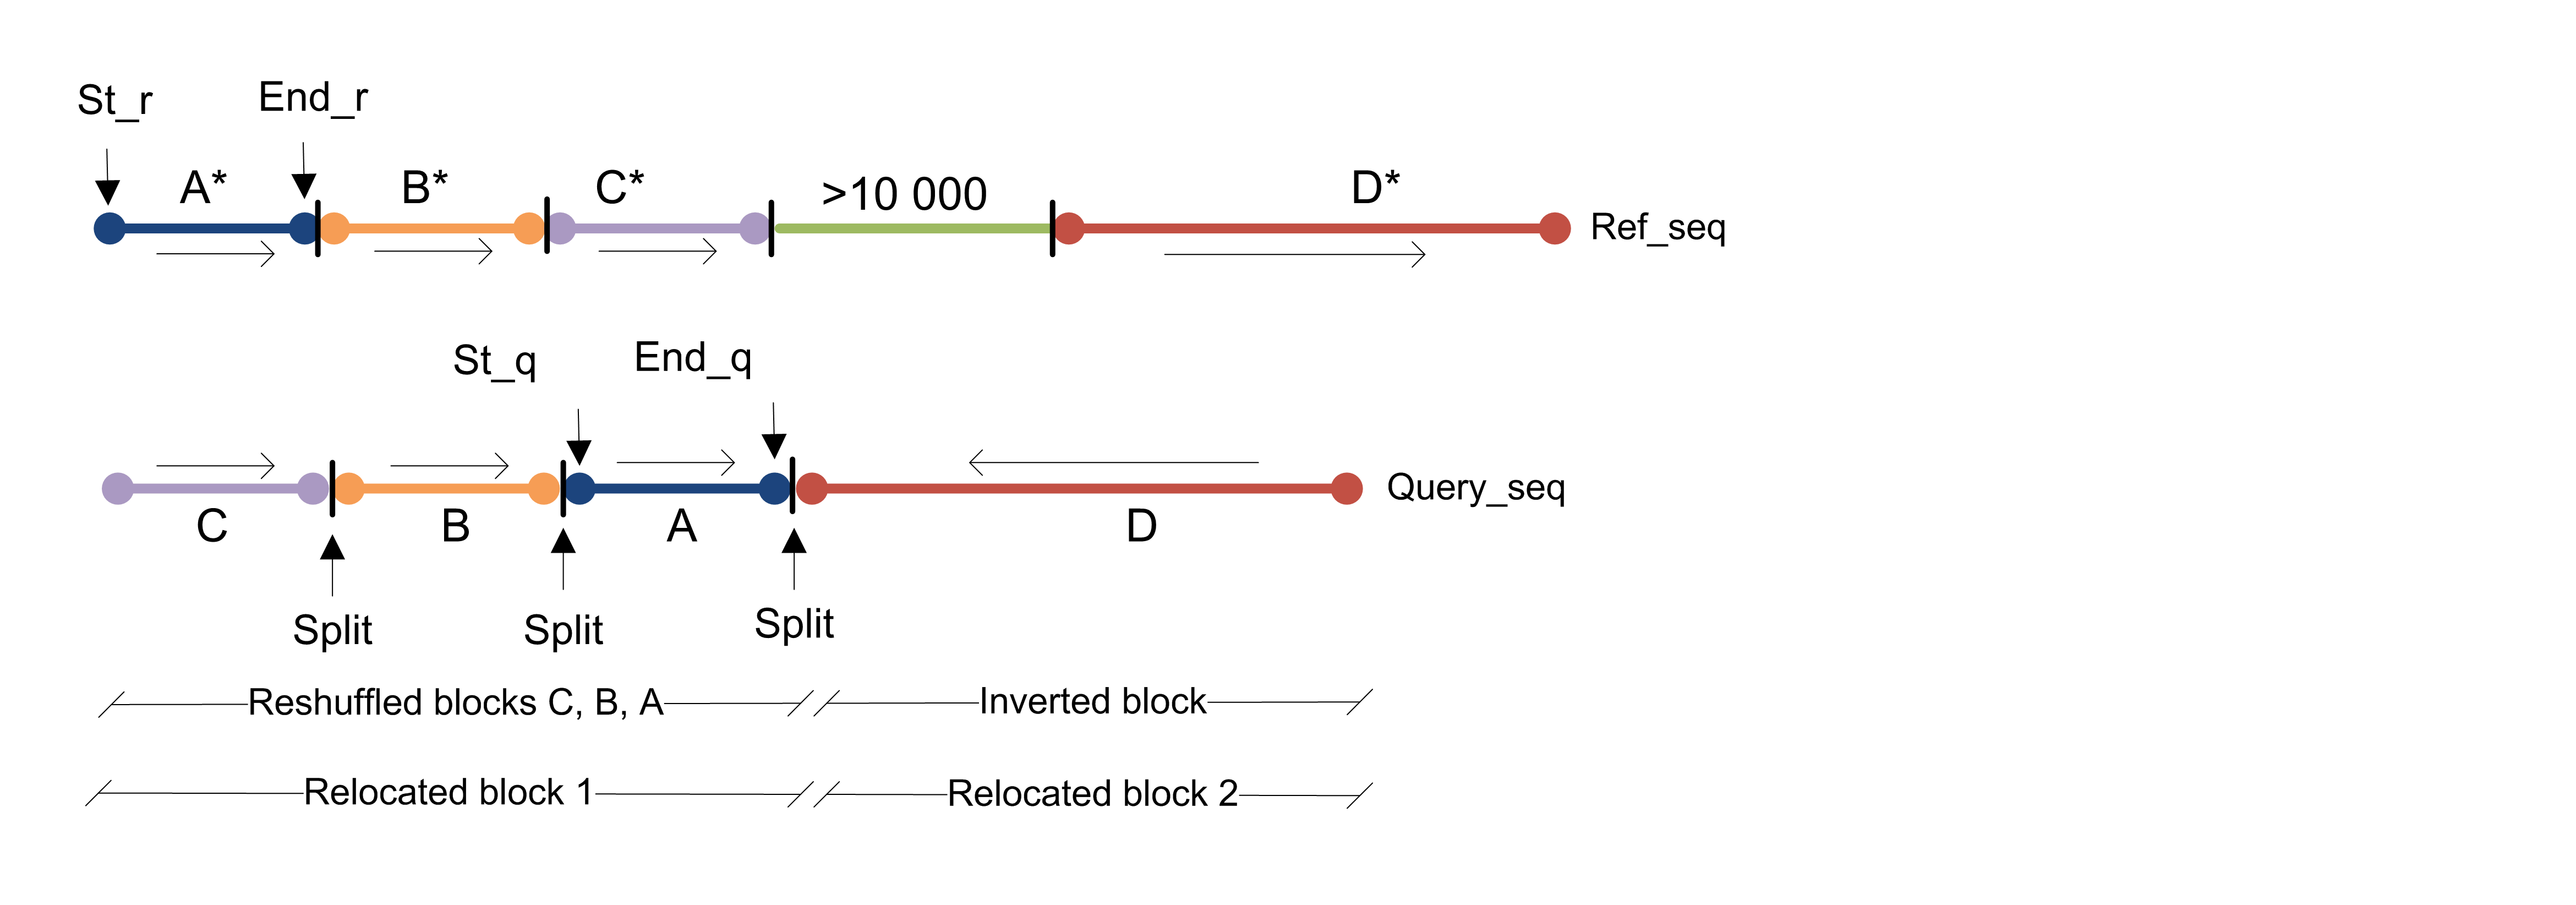 St_r
End_r
A*
B*
C*
>10 000
D*
Ref_seq
St_q
End_q
Query_seq
C
B
A
D
Split
Split
Split
Reshuffled blocks C, B, A
Inverted block
Relocated block 1
Relocated block 2